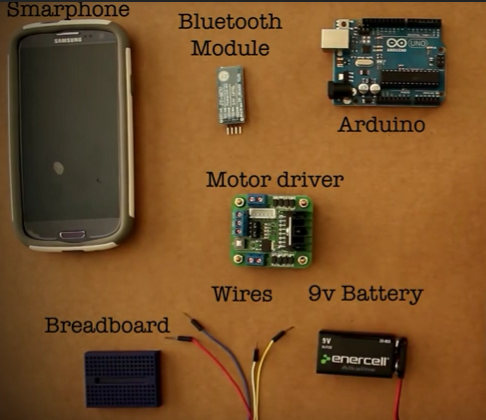 Smarphone
Bluetooth
Module
SAMSUNG
UNO
Arduino
Motor driver
Wires
9v Battery
Breadboard
9V
enercell